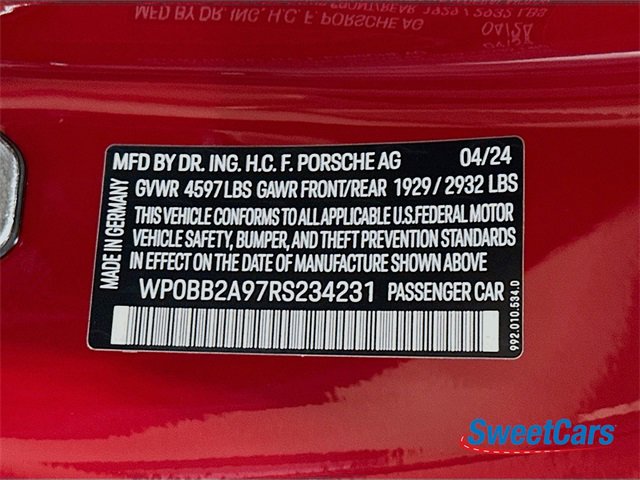 MFD BY DR. ING. H.C. F. PORSCHE AG 04/24
GVWR 4597 LBS GAWR FRONT/REAR 1929 / 2932 LBS
THIS VEHICLE CONFORMS TO ALL APPLICABLE U.S.FEDERAL MOTOR
VEHICLE SAFETY, BUMPER, AND THEFT PREVENTION STANDARDS
IN EFFECT ON THE DATE OF MANUFACTURE SHOWN ABOVE
WP0BB2A97RS234231 PASSENGER CAR
MADE IN GERMANY
992.010.534.D
SweetCars